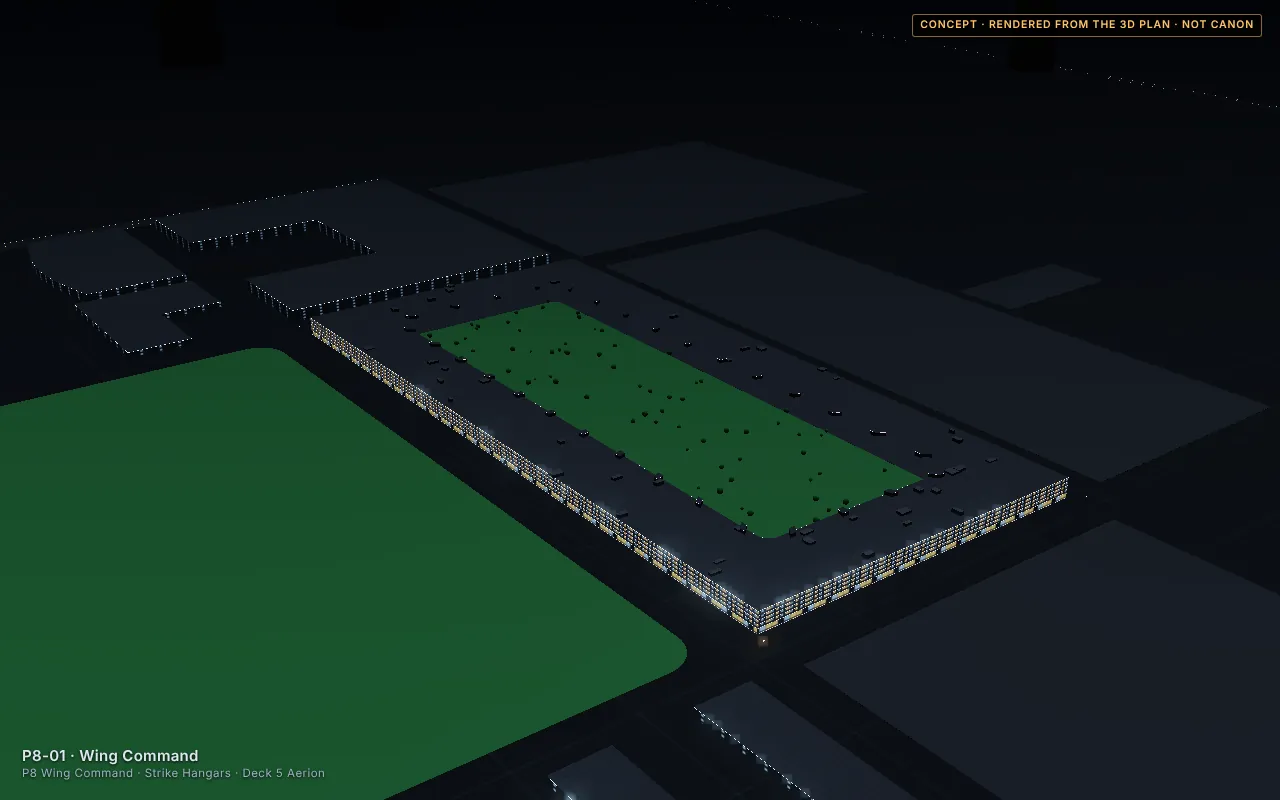 CONCEPT · RENDERED FROM THE 3D PLAN · NOT CANON
P8-01 · Wing Command
P8 Wing Command · Strike Hangars · Deck 5 Aerion